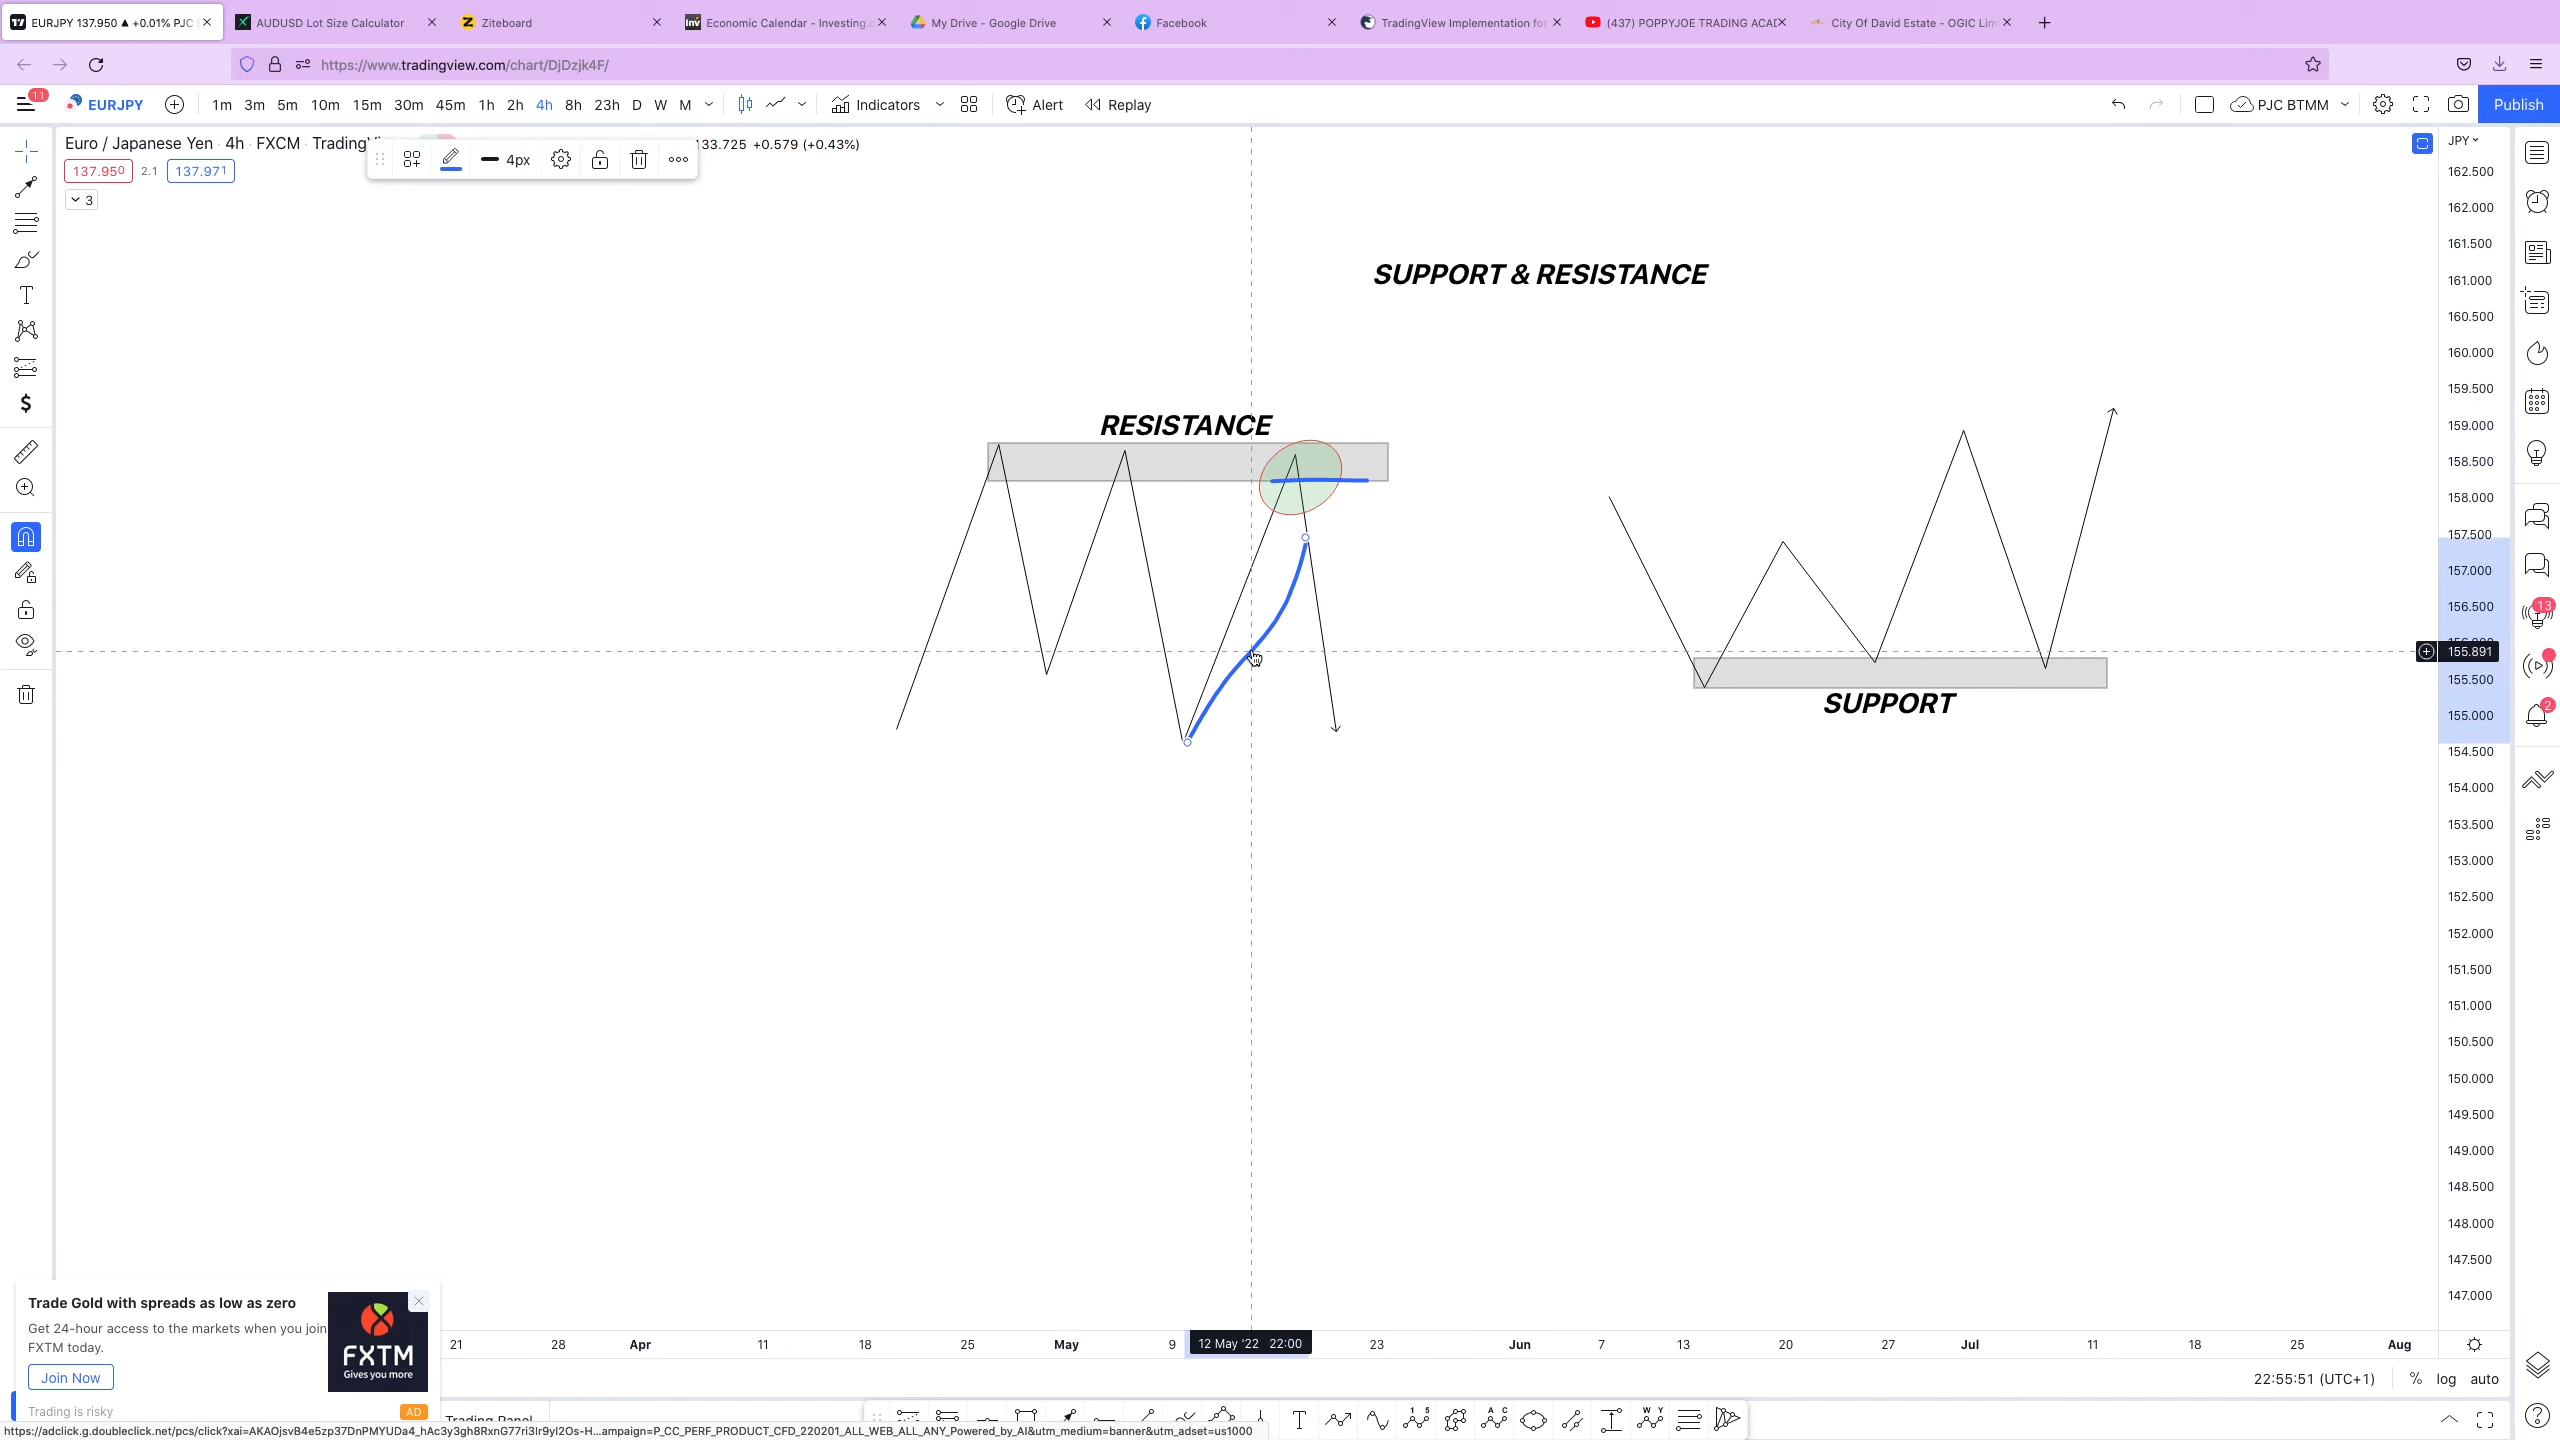 EURJPY 137.950 ▲ +0.01% PJC
AUDUSD Lot Size Calculator
Ziteboard
Economic Calendar - Investing.c
My Drive - Google Drive
Facebook
TradingView Implementation for
(437) POPPYJOE TRADING ACAD
City Of David Estate - OGIC Lim
https://www.tradingview.com/chart/DjDzjk4F/
11
EURJPY
1m 3m 5m 10m 15m 30m 45m 1h 2h 4h 8h 23h D W M
Indicators
Alert
Replay
PJC BTMM
Publish
Euro / Japanese Yen · 4h · FXCM · TradingVi
133.725 +0.579 (+0.43%)
4px
JPY
137.950 2.1 137.971
3
SUPPORT & RESISTANCE
RESISTANCE
SUPPORT
162.500
162.000
161.500
161.000
160.500
160.000
159.500
159.000
158.500
158.000
157.500
157.000
156.500
155.891
155.500
155.000
154.500
154.000
153.500
153.000
152.500
152.000
151.500
151.000
150.500
150.000
149.500
149.000
148.500
148.000
147.500
147.000
13
2
Trade Gold with spreads as low as zero
Get 24-hour access to the markets when you join
FXTM today.
Join Now
Trading is risky
AD
FXTM
Gives you more
21 28 Apr 11 18 25 May 9 12 May '22 22:00 23 Jun 7 13 20 27 Jul 11 18 25 Aug
22:55:51 (UTC+1) % log auto
Trading Panel